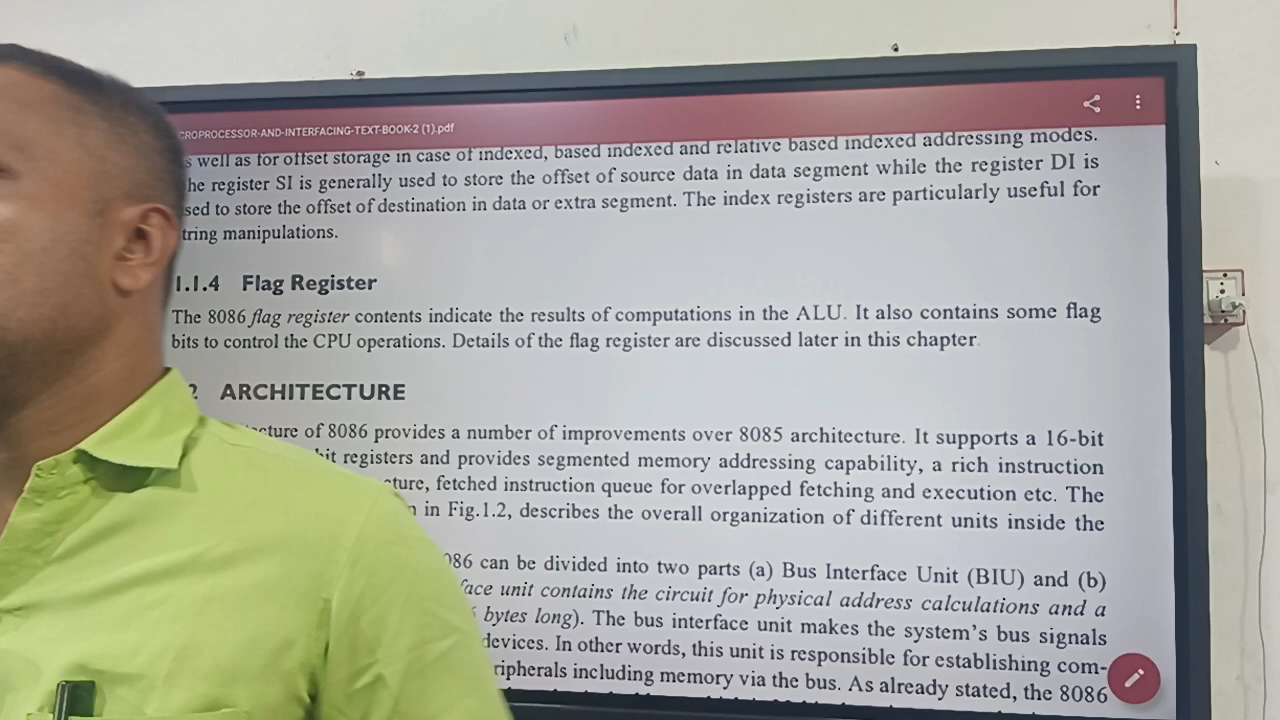 CROPROCESSOR-AND-INTERFACING-TEXT-BOOK-2 (1).pdf
s well as for offset storage in case of indexed, based indexed and relative based indexed addressing modes.
he register SI is generally used to store the offset of source data in data segment while the register DI is
sed to store the offset of destination in data or extra segment. The index registers are particularly useful for
tring manipulations.
1.1.4 Flag Register
The 8086 flag register contents indicate the results of computations in the ALU. It also contains some flag
bits to control the CPU operations. Details of the flag register are discussed later in this chapter.
2 ARCHITECTURE
cture of 8086 provides a number of improvements over 8085 architecture. It supports a 16-bit
bit registers and provides segmented memory addressing capability, a rich instruction
cture, fetched instruction queue for overlapped fetching and execution etc. The
n in Fig.1.2, describes the overall organization of different units inside the
086 can be divided into two parts (a) Bus Interface Unit (BIU) and (b)
face unit contains the circuit for physical address calculations and a
bytes long). The bus interface unit makes the system's bus signals
devices. In other words, this unit is responsible for establishing com-
ripherals including memory via the bus. As already stated, the 8086